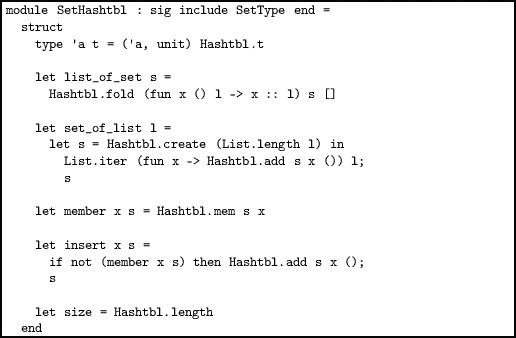 module SetHashtbl : sig include SetType end =
  struct
    type 'a t = ('a, unit) Hashtbl.t

    let list_of_set s =
      Hashtbl.fold (fun x () l -> x :: l) s []

    let set_of_list l =
      let s = Hashtbl.create (List.length l) in
        List.iter (fun x -> Hashtbl.add s x ()) l;
        s

    let member x s = Hashtbl.mem s x

    let insert x s =
      if not (member x s) then Hashtbl.add s x ();
      s

    let size = Hashtbl.length
  end